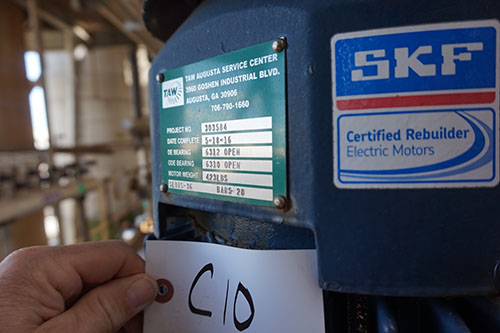 TAW AUGUSTA SERVICE CENTER
3960 GOSHEN INDUSTRIAL BLVD.
AUGUSTA, GA 30906
706-790-1660
TAW
PROJECT NO. 303584
DATE COMPLETE 5-18-16
DE BEARING 6312 OPEN
ODE BEARING 6310 OPEN
MOTOR WEIGHT 423LBS
BARS 28
SKF
Certified Rebuilder
Electric Motors
C10